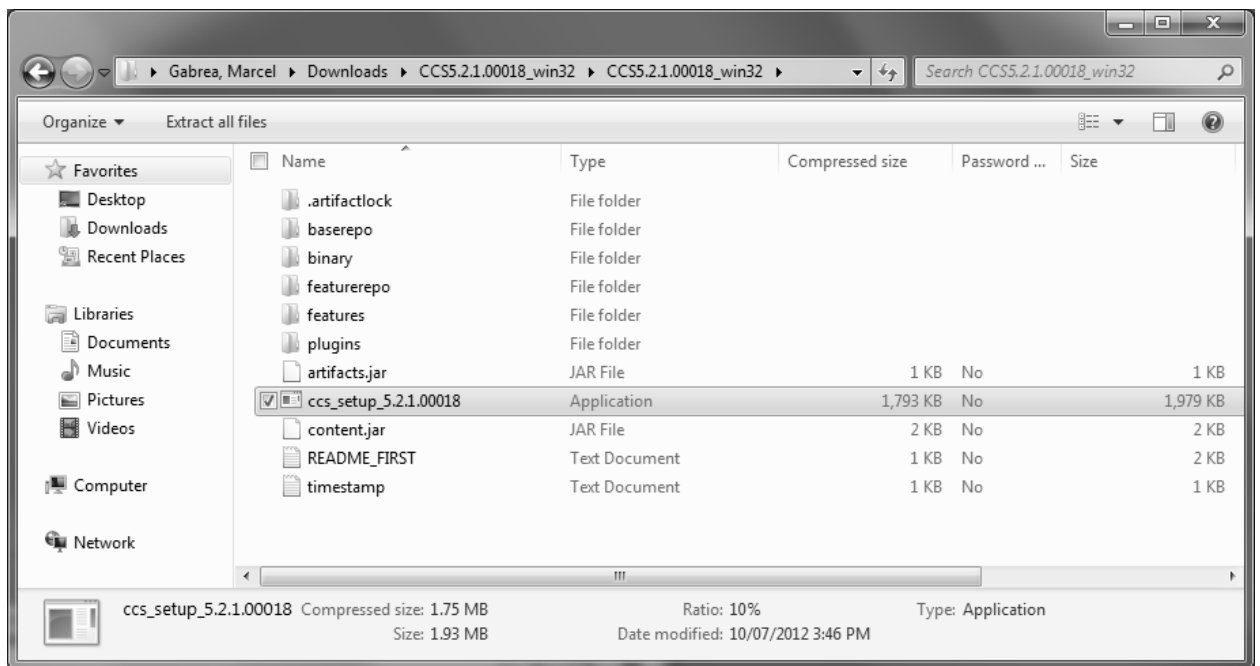 Gabrea, Marcel Downloads CCS5.2.1.00018_win32 CCS5.2.1.00018_win32 Search CCS5.2.1.00018_win32
Organize Extract all files
Name Type Compressed size Password ... Size
Favorites
Desktop
Downloads
Recent Places
Libraries
Documents
Music
Pictures
Videos
Computer
Network
.artifactlock File folder
baserepo File folder
binary File folder
featurerepo File folder
features File folder
plugins File folder
artifacts.jar JAR File 1 KB No 1 KB
ccs_setup_5.2.1.00018 Application 1,793 KB No 1,979 KB
content.jar JAR File 2 KB No 2 KB
README_FIRST Text Document 1 KB No 2 KB
timestamp Text Document 1 KB No 1 KB
ccs_setup_5.2.1.00018 Compressed size: 1.75 MB Ratio: 10% Type: Application
Size: 1.93 MB Date modified: 10/07/2012 3:46 PM